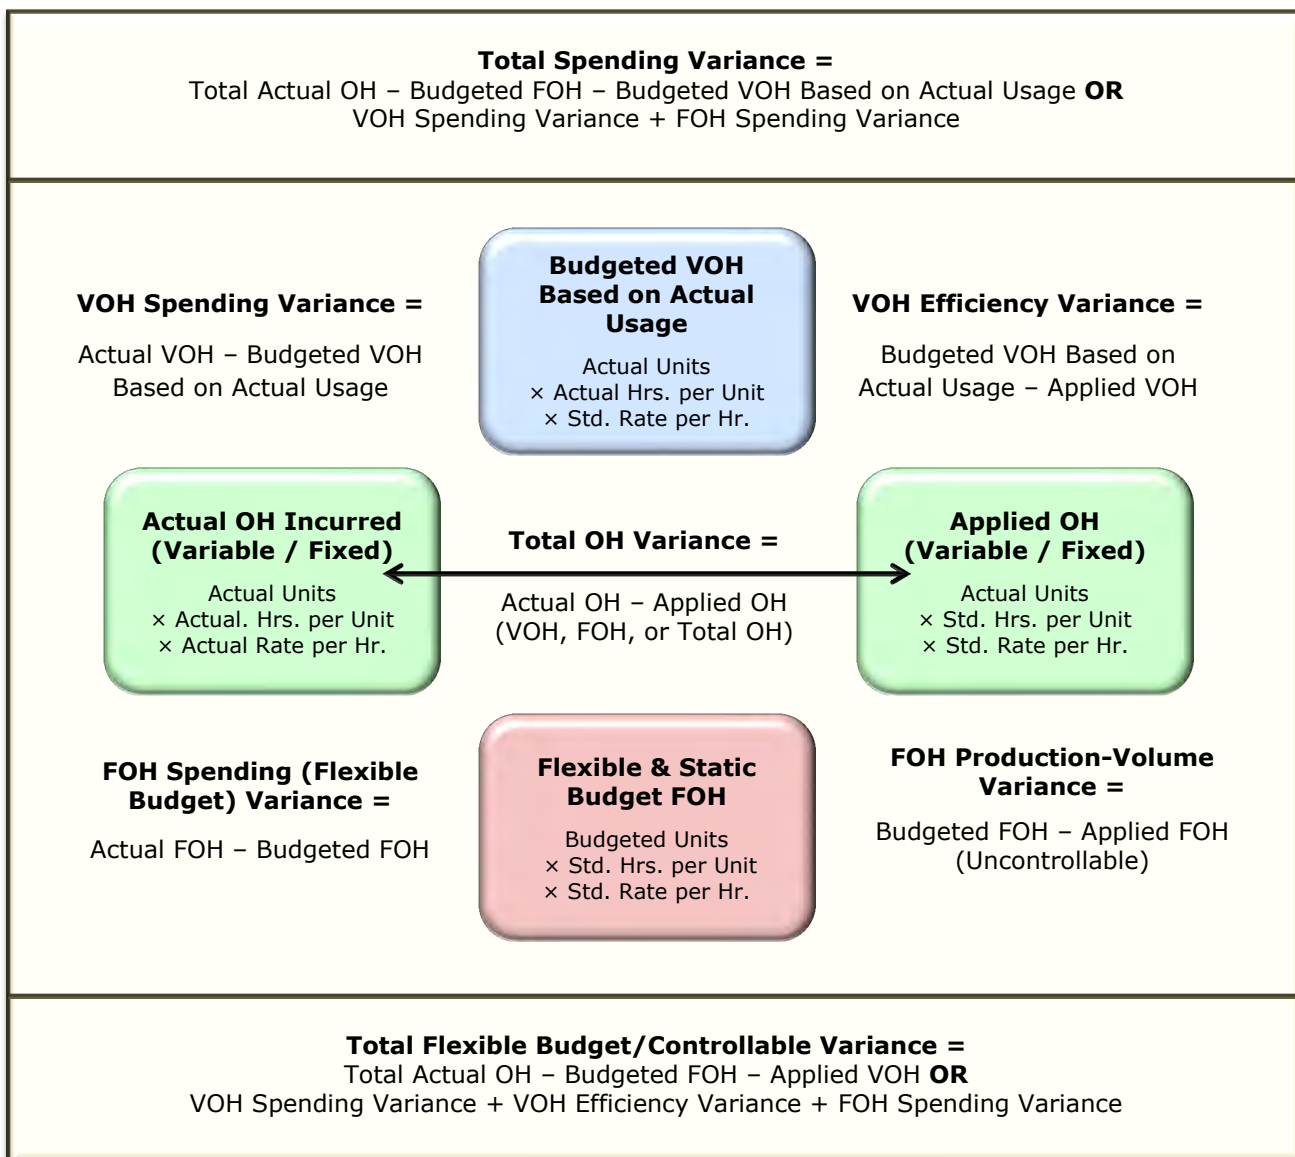 Total Spending Variance =
Total Actual OH – Budgeted FOH – Budgeted VOH Based on Actual Usage OR
VOH Spending Variance + FOH Spending Variance
VOH Spending Variance =
Actual VOH – Budgeted VOH
Based on Actual Usage
Budgeted VOH
Based on Actual
Usage
Actual Units
× Actual Hrs. per Unit
× Std. Rate per Hr.
VOH Efficiency Variance =
Budgeted VOH Based on
Actual Usage – Applied VOH
Actual OH Incurred
(Variable / Fixed)
Actual Units
× Actual. Hrs. per Unit
× Actual Rate per Hr.
Total OH Variance =
Actual OH – Applied OH
(VOH, FOH, or Total OH)
Applied OH
(Variable / Fixed)
Actual Units
× Std. Hrs. per Unit
× Std. Rate per Hr.
FOH Spending (Flexible
Budget) Variance =
Actual FOH – Budgeted FOH
Flexible & Static
Budget FOH
Budgeted Units
× Std. Hrs. per Unit
× Std. Rate per Hr.
FOH Production-Volume
Variance =
Budgeted FOH – Applied FOH
(Uncontrollable)
Total Flexible Budget/Controllable Variance =
Total Actual OH – Budgeted FOH – Applied VOH OR
VOH Spending Variance + VOH Efficiency Variance + FOH Spending Variance